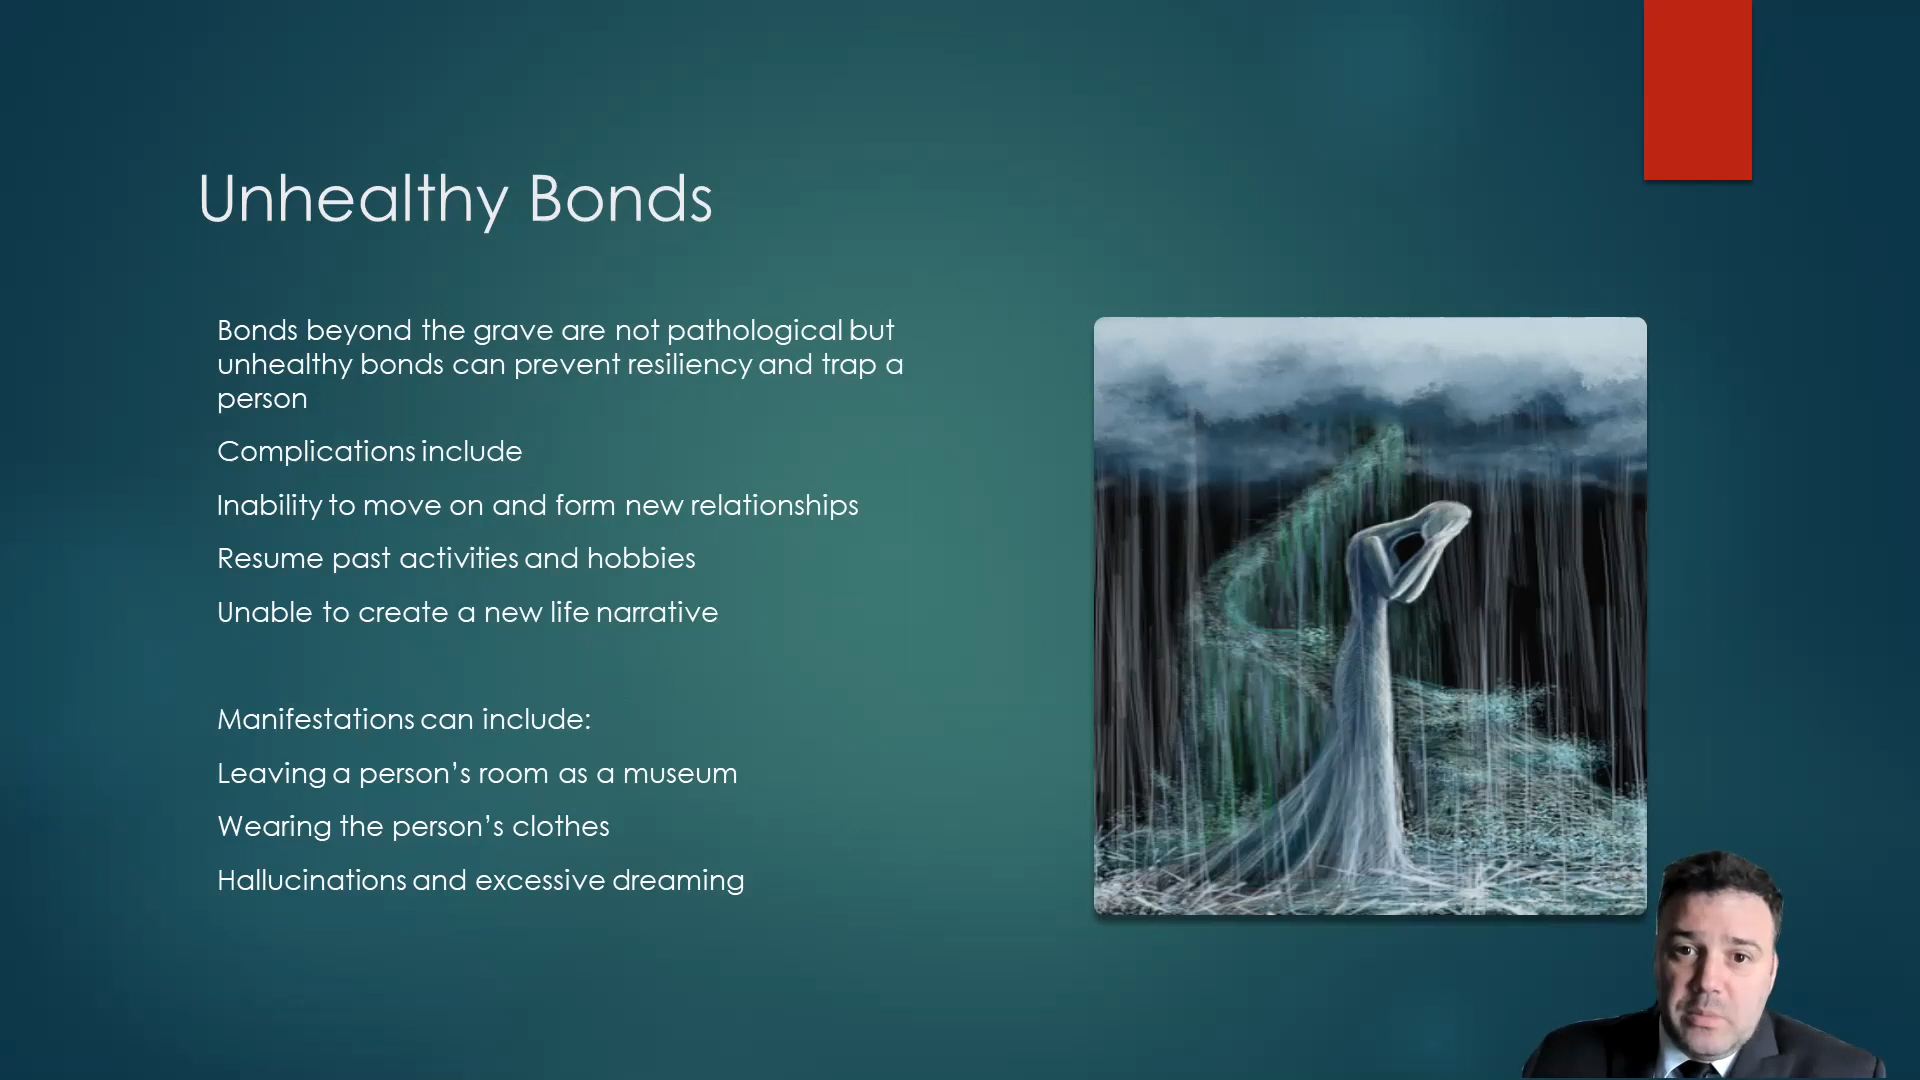 Unhealthy Bonds
Bonds beyond the grave are not pathological but
unhealthy bonds can prevent resiliency and trap a
person
Complications include
Inability to move on and form new relationships
Resume past activities and hobbies
Unable to create a new life narrative
Manifestations can include:
Leaving a person’s room as a museum
Wearing the person’s clothes
Hallucinations and excessive dreaming